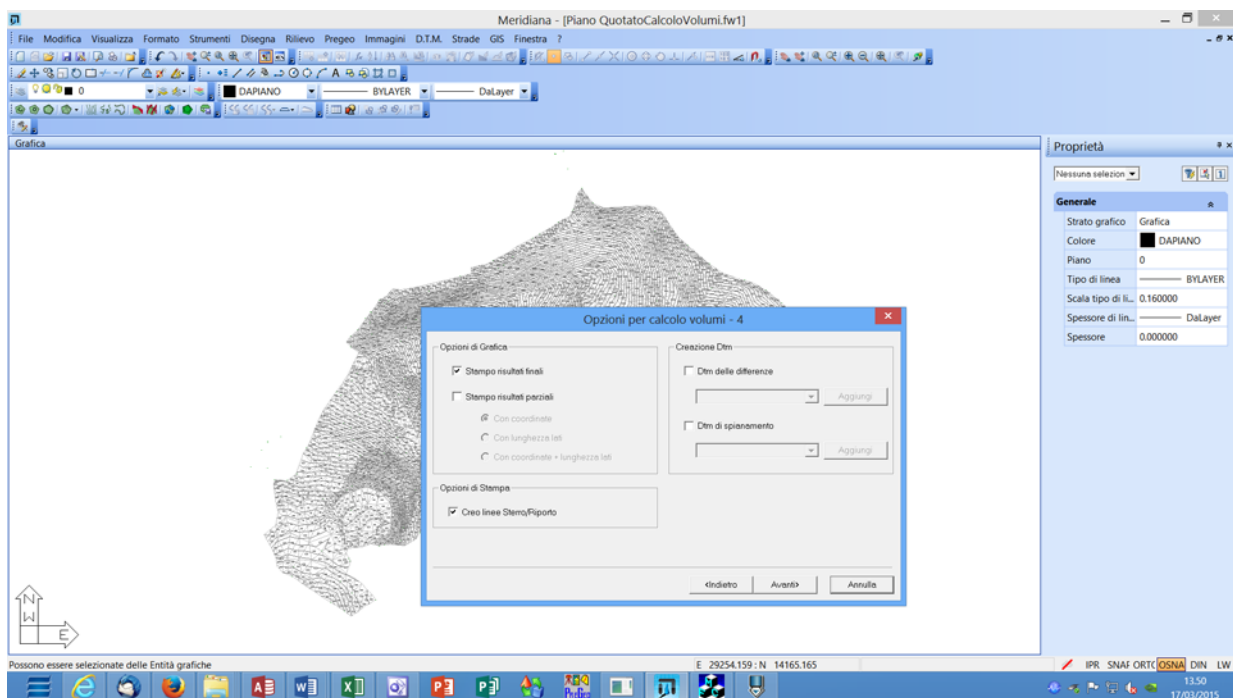 Meridiana - [Piano QuotatoCalcoloVolumi.fw1]
File Modifica Visualizza Formato Strumenti Disegna Rilievo Pregeo Immagini D.T.M. Strade GIS Finestra ?
0 DAPIANO BYLAYER DaLayer
Grafica
Proprietà
Nessuna selezion
Generale
Strato grafico Grafica
Colore DAPIANO
Piano 0
Tipo di linea BYLAYER
Scala tipo di li... 0.160000
Spessore di lin... DaLayer
Spessore 0.000000
Opzioni per calcolo volumi - 4
Opzioni di Grafica
Stampo risultati finali
Stampo risultati parziali
Con coordinate
Con lunghezza lati
Con coordinate + lunghezza lati
Opzioni di Stampa
Creo linee Sterro/Riporto
Creazione Dtm
Dtm delle differenze
Aggiungi
Dtm di spianamento
Aggiungi
<Indietro Avanti> Annulla
N
W
E
Possono essere selezionate delle Entità grafiche
E 29254.159 : N 14165.165
IPR SNAF ORTC OSNA DIN LW
13.50
17/03/2015